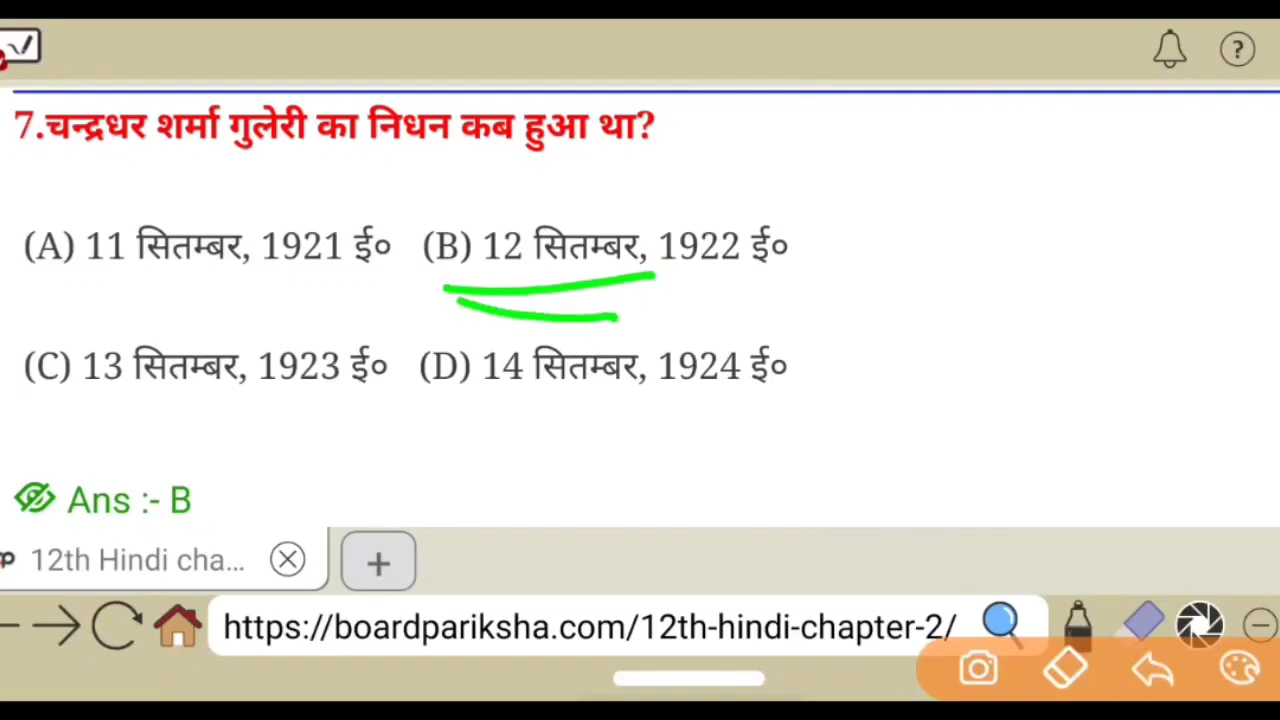 7.चन्द्रधर शर्मा गुलेरी का निधन कब हुआ था?
(A) 11 सितम्बर, 1921 ई० (B) 12 सितम्बर, 1922 ई०
(C) 13 सितम्बर, 1923 ई० (D) 14 सितम्बर, 1924 ई०
Ans :- B
12th Hindi cha...
https://boardpariksha.com/12th-hindi-chapter-2/